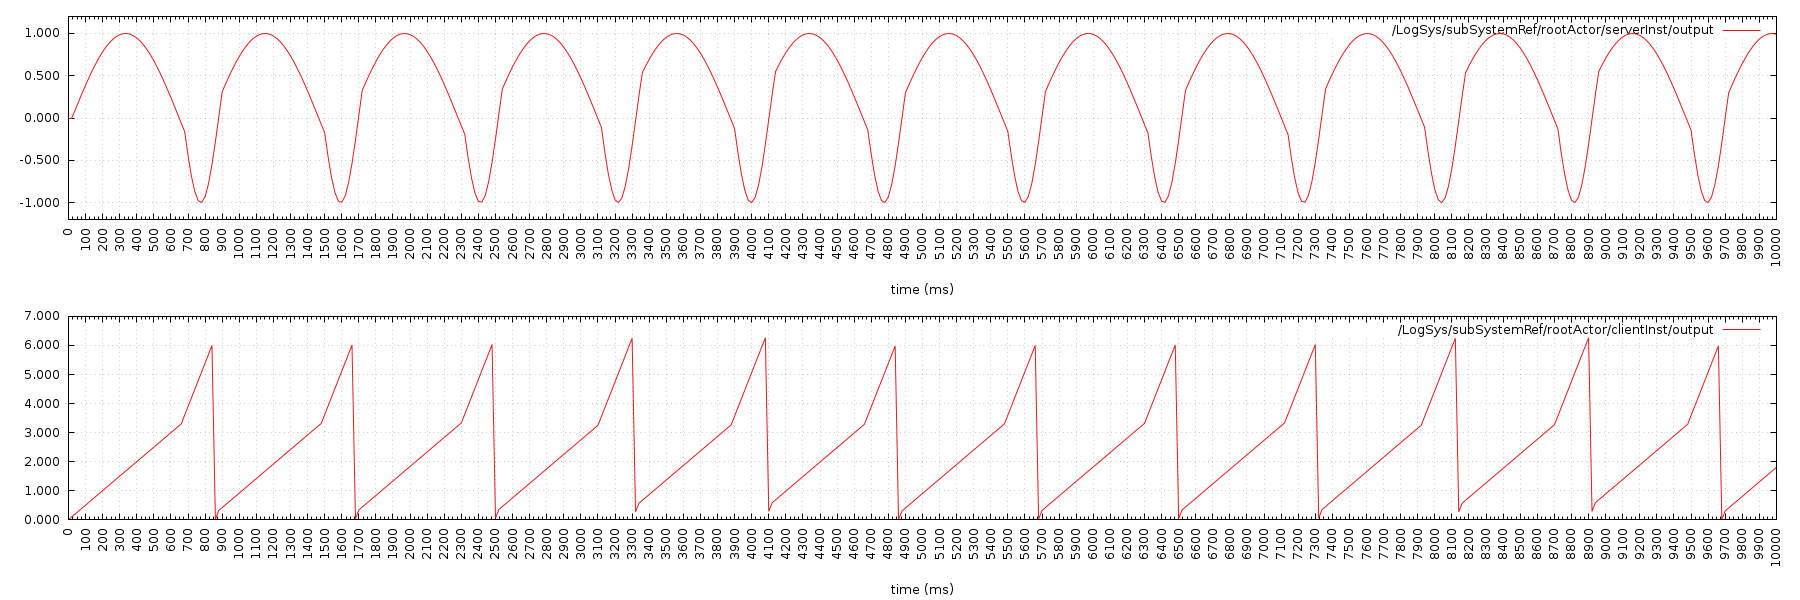 /LogSys/subSystemRef/rootActor/serverInst/output
1.000
0.500
0.000
-0.500
-1.000
0 100 200 300 400 500 600 700 800 900 1000 1100 1200 1300 1400 1500 1600 1700 1800 1900 2000 2100 2200 2300 2400 2500 2600 2700 2800 2900 3000 3100 3200 3300 3400 3500 3600 3700 3800 3900 4000 4100 4200 4300 4400 4500 4600 4700 4800 4900 5000 5100 5200 5300 5400 5500 5600 5700 5800 5900 6000 6100 6200 6300 6400 6500 6600 6700 6800 6900 7000 7100 7200 7300 7400 7500 7600 7700 7800 7900 8000 8100 8200 8300 8400 8500 8600 8700 8800 8900 9000 9100 9200 9300 9400 9500 9600 9700 9800 9900 10000
time (ms)
/LogSys/subSystemRef/rootActor/clientInst/output
7.000
6.000
5.000
4.000
3.000
2.000
1.000
0.000
0 100 200 300 400 500 600 700 800 900 1000 1100 1200 1300 1400 1500 1600 1700 1800 1900 2000 2100 2200 2300 2400 2500 2600 2700 2800 2900 3000 3100 3200 3300 3400 3500 3600 3700 3800 3900 4000 4100 4200 4300 4400 4500 4600 4700 4800 4900 5000 5100 5200 5300 5400 5500 5600 5700 5800 5900 6000 6100 6200 6300 6400 6500 6600 6700 6800 6900 7000 7100 7200 7300 7400 7500 7600 7700 7800 7900 8000 8100 8200 8300 8400 8500 8600 8700 8800 8900 9000 9100 9200 9300 9400 9500 9600 9700 9800 9900 10000
time (ms)